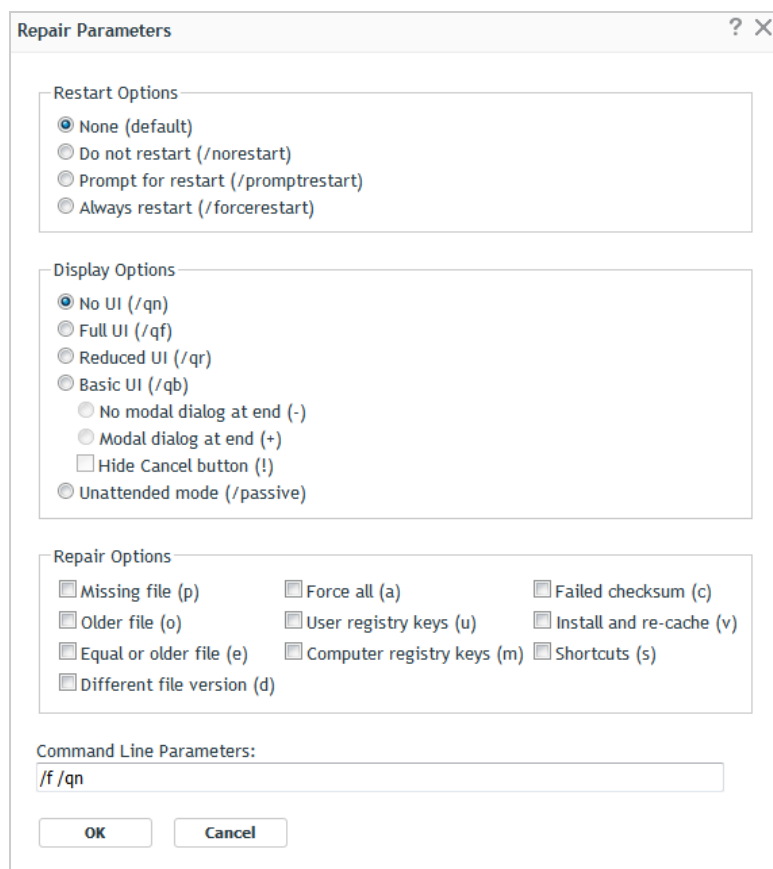 Repair Parameters
?
Restart Options
None (default)
Do not restart (/norestart)
Prompt for restart (/promptrestart)
Always restart (/forcerestart)
Display Options
No UI (/qn)
Full UI (/qf)
Reduced UI (/qr)
Basic UI (/qb)
No modal dialog at end (-)
Modal dialog at end (+)
Hide Cancel button (!)
Unattended mode (/passive)
Repair Options
Missing file (p) Force all (a) Failed checksum (c)
Older file (o) User registry keys (u) Install and re-cache (v)
Equal or older file (e) Computer registry keys (m) Shortcuts (s)
Different file version (d)
Command Line Parameters:
/f /qn
OK Cancel